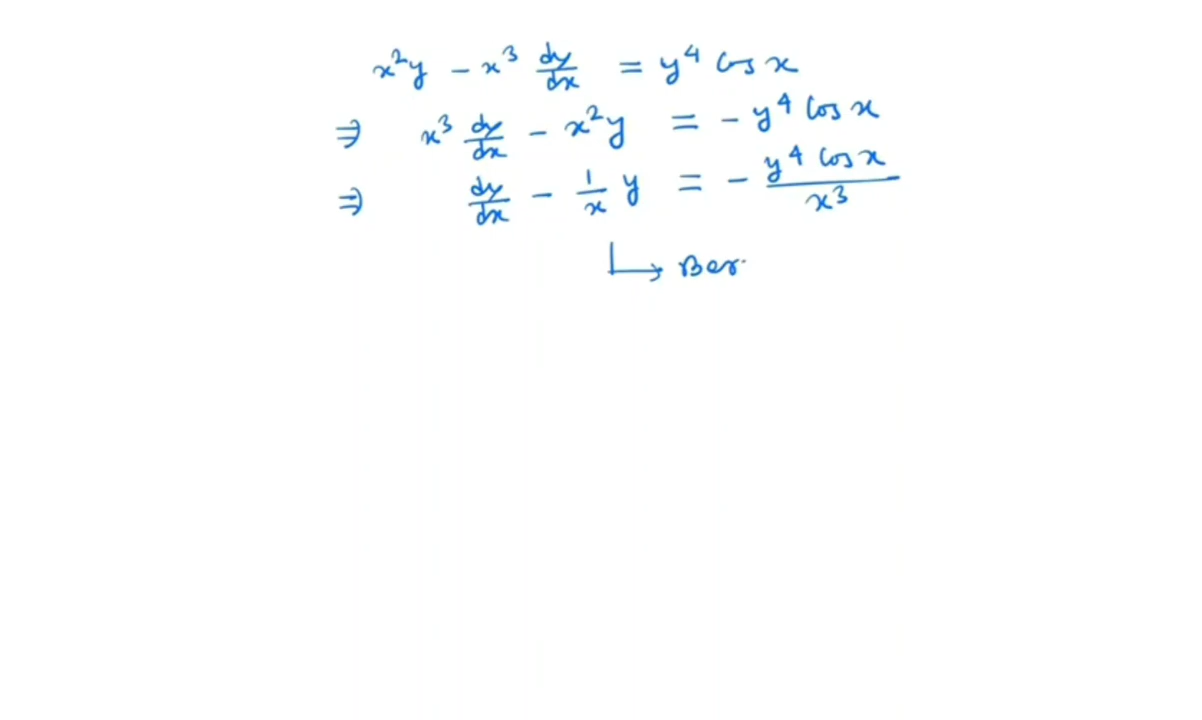 x²y − x³ dy/dx = y⁴ cos x
⇒ x³ dy/dx − x²y = − y⁴ cos x
⇒ dy/dx − 1/x y = − y⁴ cos x / x³
↳ Ber